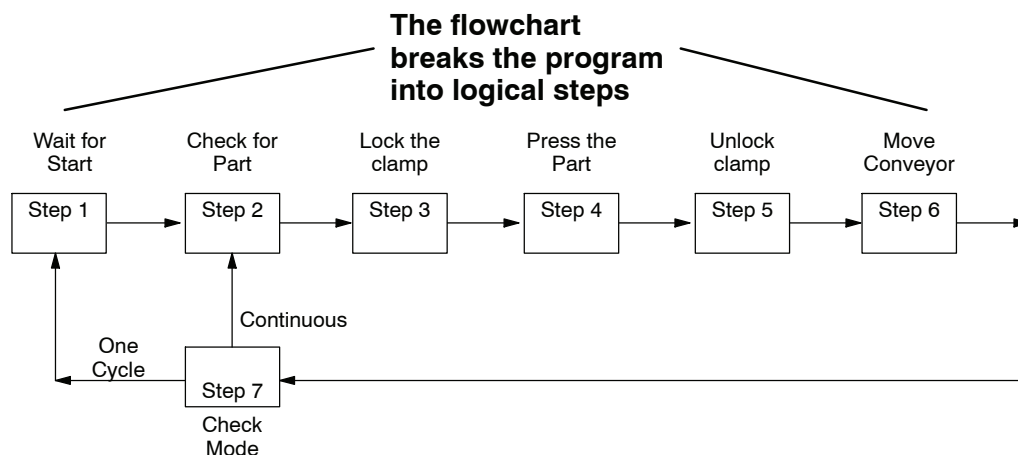 The flowchart
breaks the program
into logical steps
Wait for
Start
Check for
Part
Lock the
clamp
Press the
Part
Unlock
clamp
Move
Conveyor
Step 1
Step 2
Step 3
Step 4
Step 5
Step 6
Continuous
One
Cycle
Step 7
Check
Mode